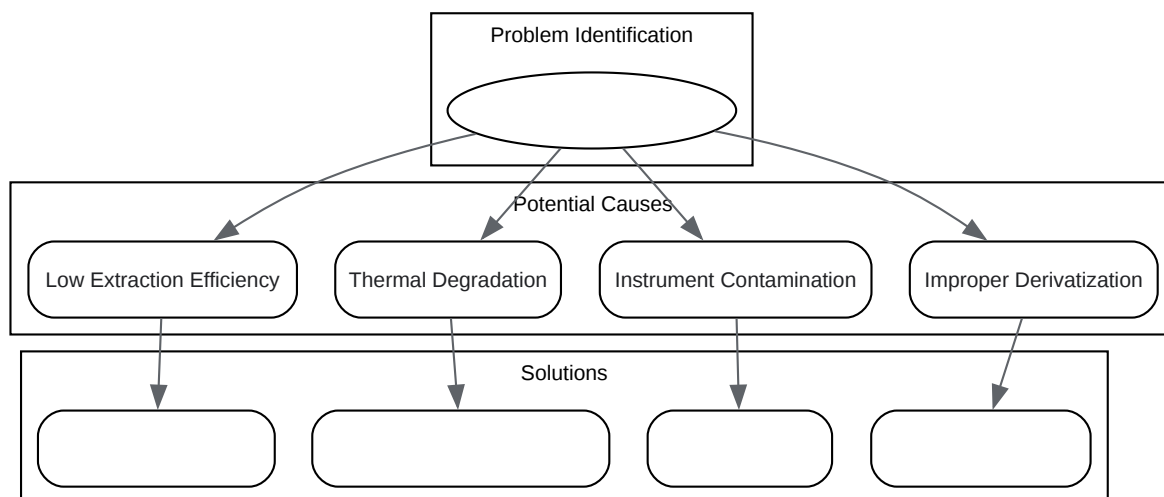 Problem Identification
Potential Causes
Low Extraction Efficiency
Thermal Degradation
Instrument Contamination
Improper Derivatization
Solutions